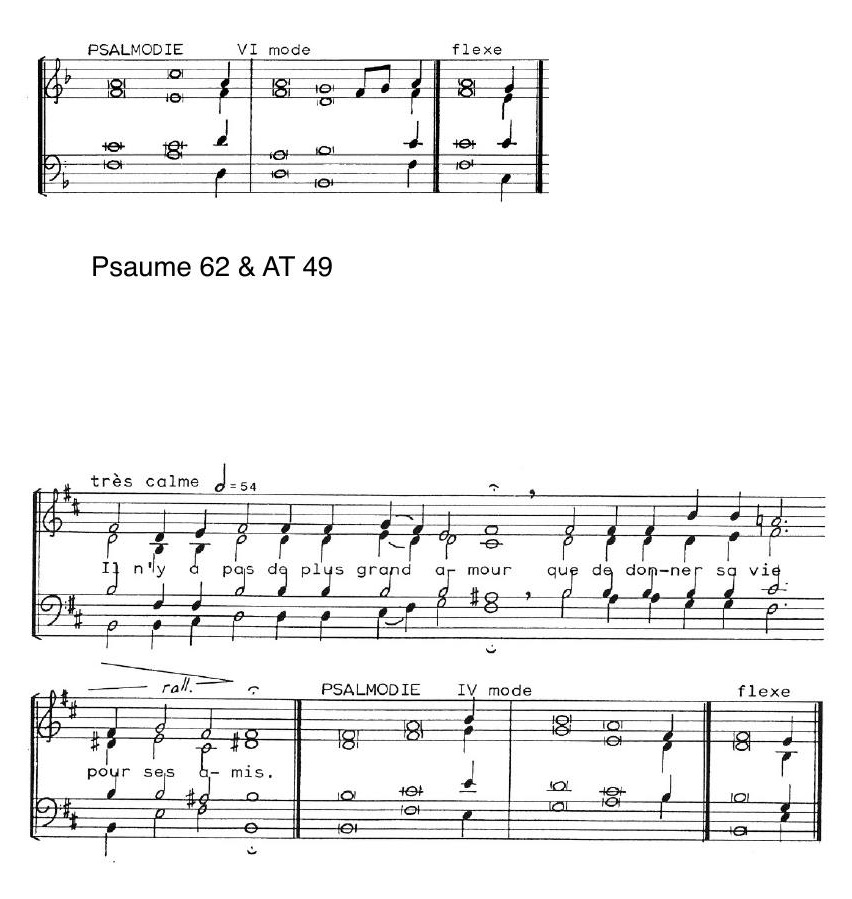 PSALMODIE VI mode flexe
Psaume 62 & AT 49
très calme = 54
Il n'y a pas de plus grand a- mour que de don-ner sa vie
rall. PSALMODIE IV mode flexe
pour ses a- mis.